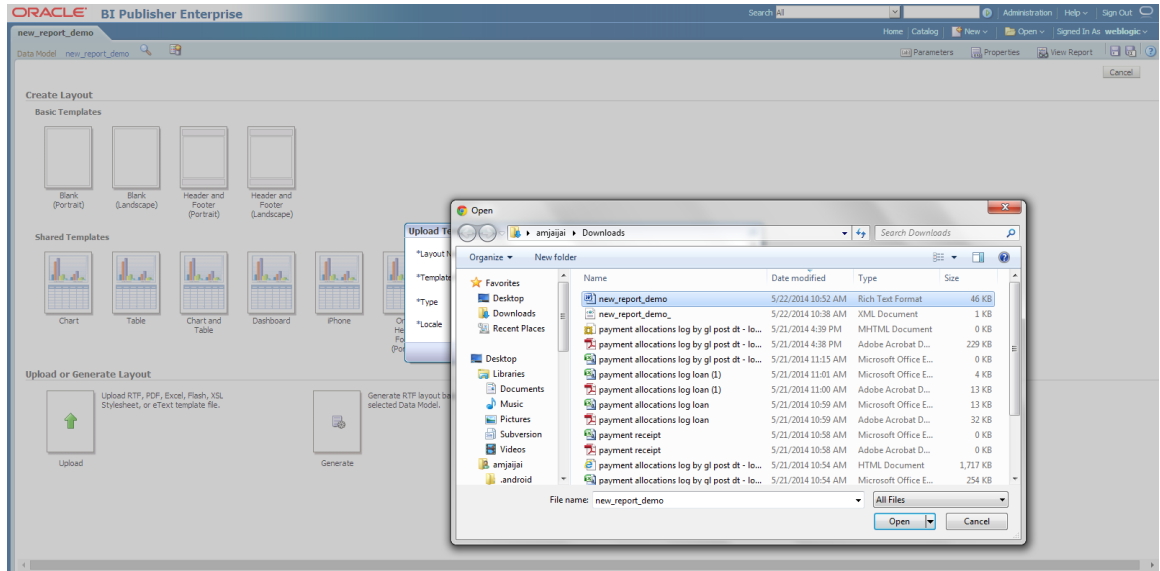 ORACLE BI Publisher Enterprise
Search All
Administration Help Sign Out
new_report_demo
Home Catalog New Open Signed In As weblogic
Data Model new_report_demo
Parameters Properties View Report
Cancel
Create Layout
Basic Templates
Blank (Portrait)
Blank (Landscape)
Header and Footer (Portrait)
Header and Footer (Landscape)
Shared Templates
Chart
Table
Chart and Table
Dashboard
iPhone
Upload or Generate Layout
Upload RTF, PDF, Excel, Flash, XSL
Stylesheet, or eText template file.
Upload
Generate RTF layout
selected Data Model.
Generate
Upload
*Layout
*Template
*Type
*Locale
Open
amjaijai Downloads
Search Downloads
Organize New folder
Favorites
Desktop
Downloads
Recent Places
Desktop
Libraries
Documents
Music
Pictures
Subversion
Videos
amjaijai
.android
Name Date modified Type Size
new_report_demo 5/22/2014 10:52 AM Rich Text Format 46 KB
new_report_demo_ 5/22/2014 10:38 AM XML Document 1 KB
payment allocations log by gl post dt - lo... 5/21/2014 4:39 PM MHTML Document 0 KB
payment allocations log by gl post dt - lo... 5/21/2014 4:38 PM Adobe Acrobat D... 229 KB
payment allocations log by gl post dt - lo... 5/21/2014 11:15 AM Microsoft Office E... 0 KB
payment allocations log loan (1) 5/21/2014 11:01 AM Microsoft Office E... 4 KB
payment allocations log loan (1) 5/21/2014 11:00 AM Adobe Acrobat D... 13 KB
payment allocations log loan 5/21/2014 10:59 AM Microsoft Office E... 13 KB
payment allocations log loan 5/21/2014 10:59 AM Adobe Acrobat D... 32 KB
payment receipt 5/21/2014 10:58 AM Microsoft Office E... 0 KB
payment receipt 5/21/2014 10:58 AM Adobe Acrobat D... 0 KB
payment allocations log by gl post dt - lo... 5/21/2014 10:54 AM HTML Document 1,717 KB
payment allocations log by gl post dt - lo... 5/21/2014 10:54 AM Microsoft Office E... 254 KB
File name: new_report_demo
All Files
Open Cancel